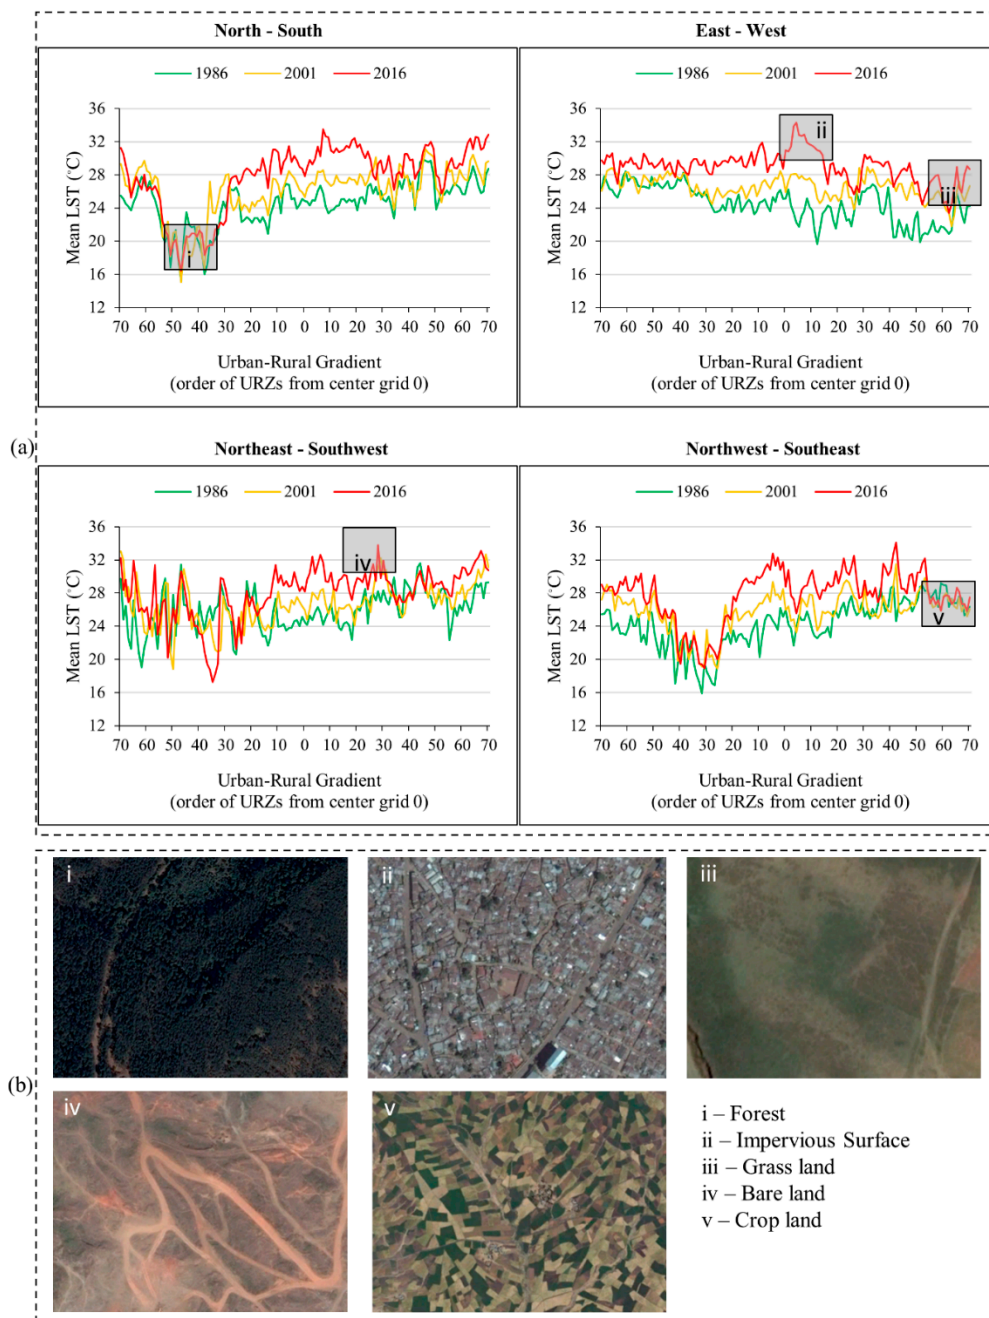 (a)
North - South
1986 2001 2016
Mean LST (°C)
36
32
28
24
20
16
12
i
70 60 50 40 30 20 10 0 10 20 30 40 50 60 70
Urban-Rural Gradient
(order of URZs from center grid 0)
East - West
1986 2001 2016
Mean LST (°C)
36
32
28
24
20
16
12
ii
iii
70 60 50 40 30 20 10 0 10 20 30 40 50 60 70
Urban-Rural Gradient
(order of URZs from center grid 0)
Northeast - Southwest
1986 2001 2016
Mean LST (°C)
36
32
28
24
20
16
12
iv
70 60 50 40 30 20 10 0 10 20 30 40 50 60 70
Urban-Rural Gradient
(order of URZs from center grid 0)
Northwest - Southeast
1986 2001 2016
Mean LST (°C)
36
32
28
24
20
16
12
v
70 60 50 40 30 20 10 0 10 20 30 40 50 60 70
Urban-Rural Gradient
(order of URZs from center grid 0)
(b)
i
ii
iii
iv
v
i – Forest
ii – Impervious Surface
iii – Grass land
iv – Bare land
v – Crop land